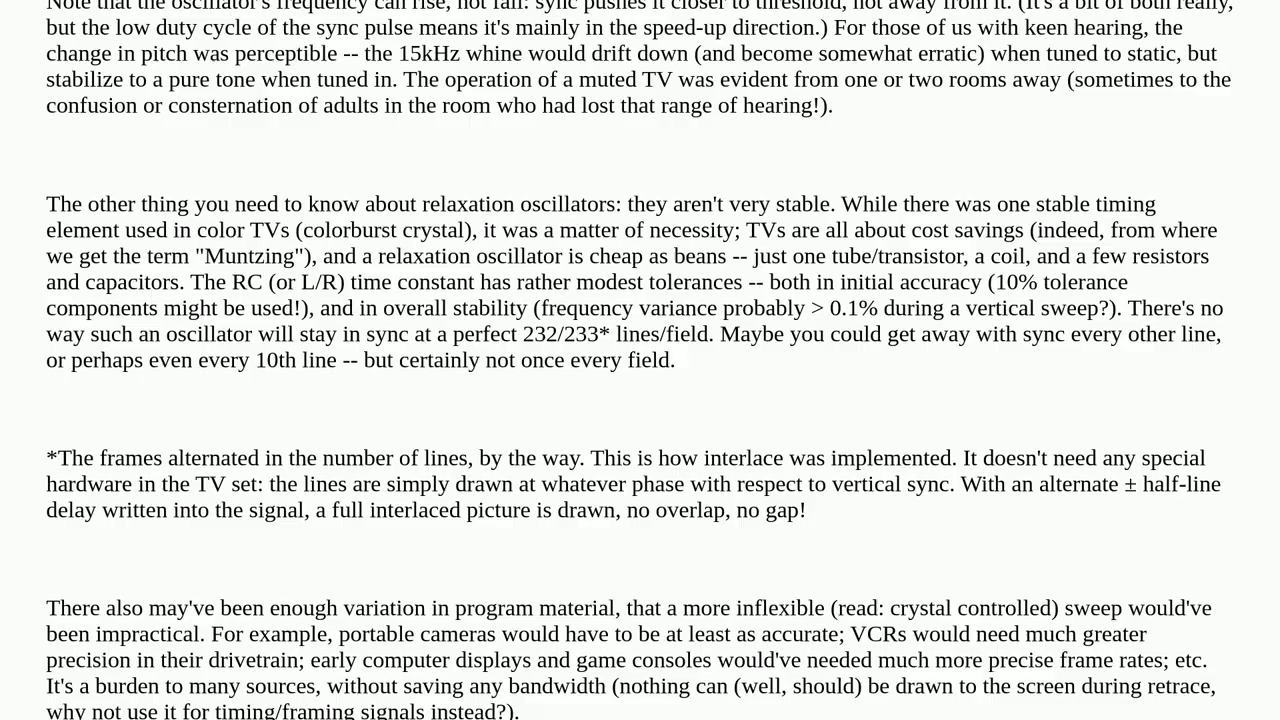 Note that the oscillator's frequency can rise, not fall: sync pushes it closer to threshold, not away from it. (It's a bit of both really,
but the low duty cycle of the sync pulse means it's mainly in the speed-up direction.) For those of us with keen hearing, the
change in pitch was perceptible -- the 15kHz whine would drift down (and become somewhat erratic) when tuned to static, but
stabilize to a pure tone when tuned in. The operation of a muted TV was evident from one or two rooms away (sometimes to the
confusion or consternation of adults in the room who had lost that range of hearing!).
The other thing you need to know about relaxation oscillators: they aren't very stable. While there was one stable timing
element used in color TVs (colorburst crystal), it was a matter of necessity; TVs are all about cost savings (indeed, from where
we get the term "Muntzing"), and a relaxation oscillator is cheap as beans -- just one tube/transistor, a coil, and a few resistors
and capacitors. The RC (or L/R) time constant has rather modest tolerances -- both in initial accuracy (10% tolerance
components might be used!), and in overall stability (frequency variance probably > 0.1% during a vertical sweep?). There's no
way such an oscillator will stay in sync at a perfect 232/233* lines/field. Maybe you could get away with sync every other line,
or perhaps even every 10th line -- but certainly not once every field.
*The frames alternated in the number of lines, by the way. This is how interlace was implemented. It doesn't need any special
hardware in the TV set: the lines are simply drawn at whatever phase with respect to vertical sync. With an alternate ± half-line
delay written into the signal, a full interlaced picture is drawn, no overlap, no gap!
There also may've been enough variation in program material, that a more inflexible (read: crystal controlled) sweep would've
been impractical. For example, portable cameras would have to be at least as accurate; VCRs would need much greater
precision in their drivetrain; early computer displays and game consoles would've needed much more precise frame rates; etc.
It's a burden to many sources, without saving any bandwidth (nothing can (well, should) be drawn to the screen during retrace,
why not use it for timing/framing signals instead?).